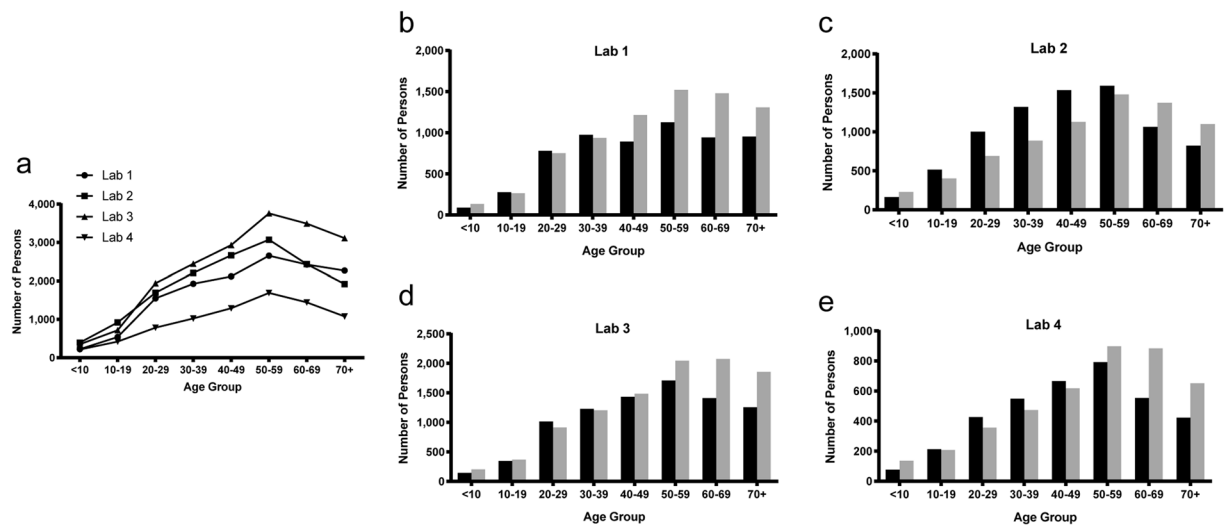 a
Lab 1
Lab 2
Lab 3
Lab 4
Number of Persons
4,000
3,000
2,000
1,000
0
<10 10-19 20-29 30-39 40-49 50-59 60-69 70+
Age Group
b
Lab 1
Number of Persons
2,000
1,500
1,000
500
0
<10 10-19 20-29 30-39 40-49 50-59 60-69 70+
Age Group
c
Lab 2
Number of Persons
2,000
1,500
1,000
500
0
<10 10-19 20-29 30-39 40-49 50-59 60-69 70+
Age Group
d
Lab 3
Number of Persons
2,500
2,000
1,500
1,000
500
0
<10 10-19 20-29 30-39 40-49 50-59 60-69 70+
Age Group
e
Lab 4
Number of Persons
1,000
800
600
400
200
0
<10 10-19 20-29 30-39 40-49 50-59 60-69 70+
Age Group